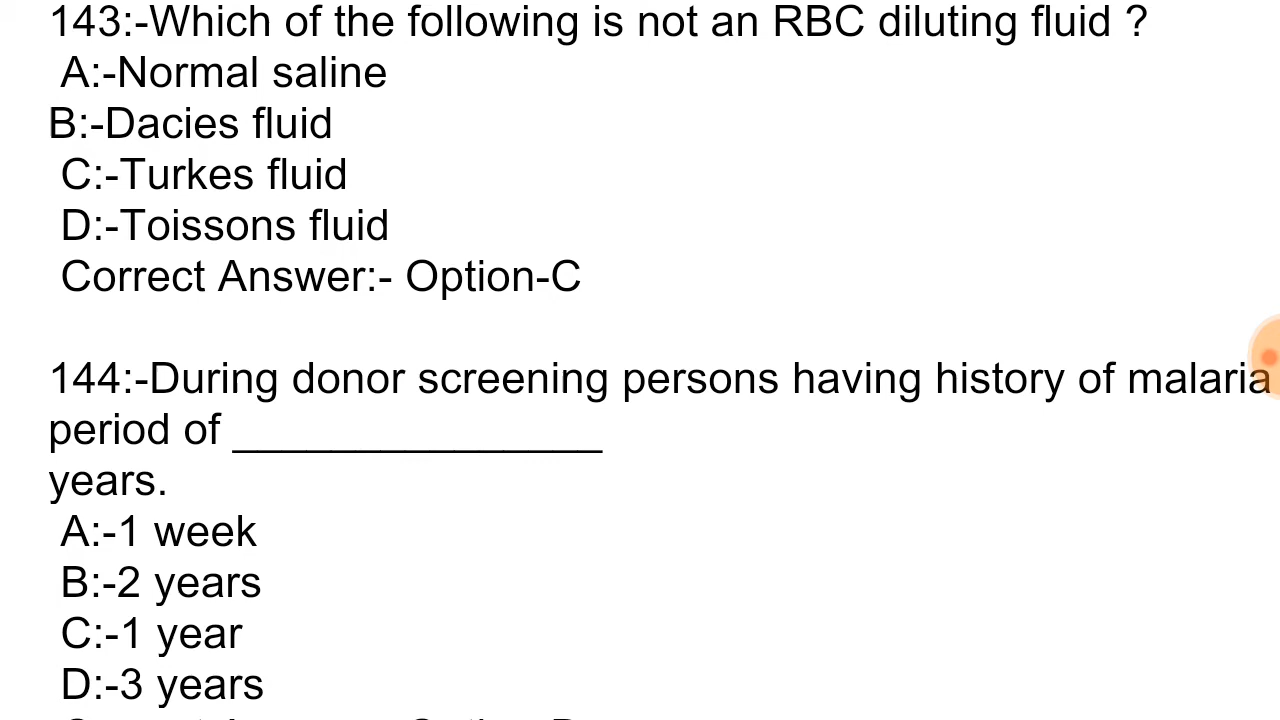 143:-Which of the following is not an RBC diluting fluid ?
A:-Normal saline
B:-Dacies fluid
C:-Turkes fluid
D:-Toissons fluid
Correct Answer:- Option-C
144:-During donor screening persons having history of malaria
period of _______________
years.
A:-1 week
B:-2 years
C:-1 year
D:-3 years